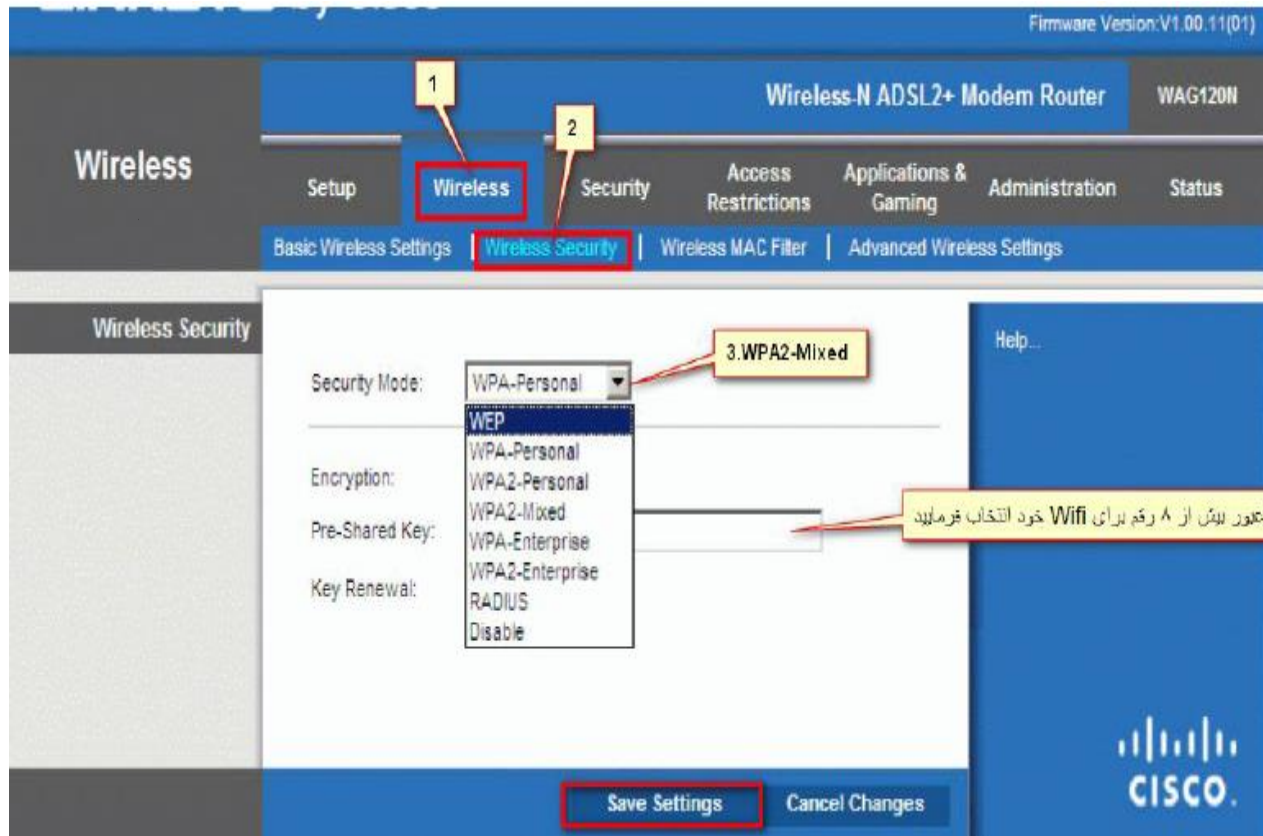 by Cisco
Firmware Version:V1.00.11(01)
1
Wireless-N ADSL2+ Modem Router
WAG120N
2
Wireless
Setup
Wireless
Security
Access Restrictions
Applications & Gaming
Administration
Status
Basic Wireless Settings
Wireless Security
Wireless MAC Filter
Advanced Wireless Settings
Wireless Security
Help...
3.WPA2-Mixed
Security Mode:
WPA-Personal
WEP
WPA-Personal
Encryption:
WPA2-Personal
WPA2-Mixed
Pre-Shared Key:
عبور بیش از ۸ رقم برای Wifi خود انتخاب فرمایید
WPA-Enterprise
WPA2-Enterprise
Key Renewal:
RADIUS
Disable
CISCO.
Save Settings
Cancel Changes